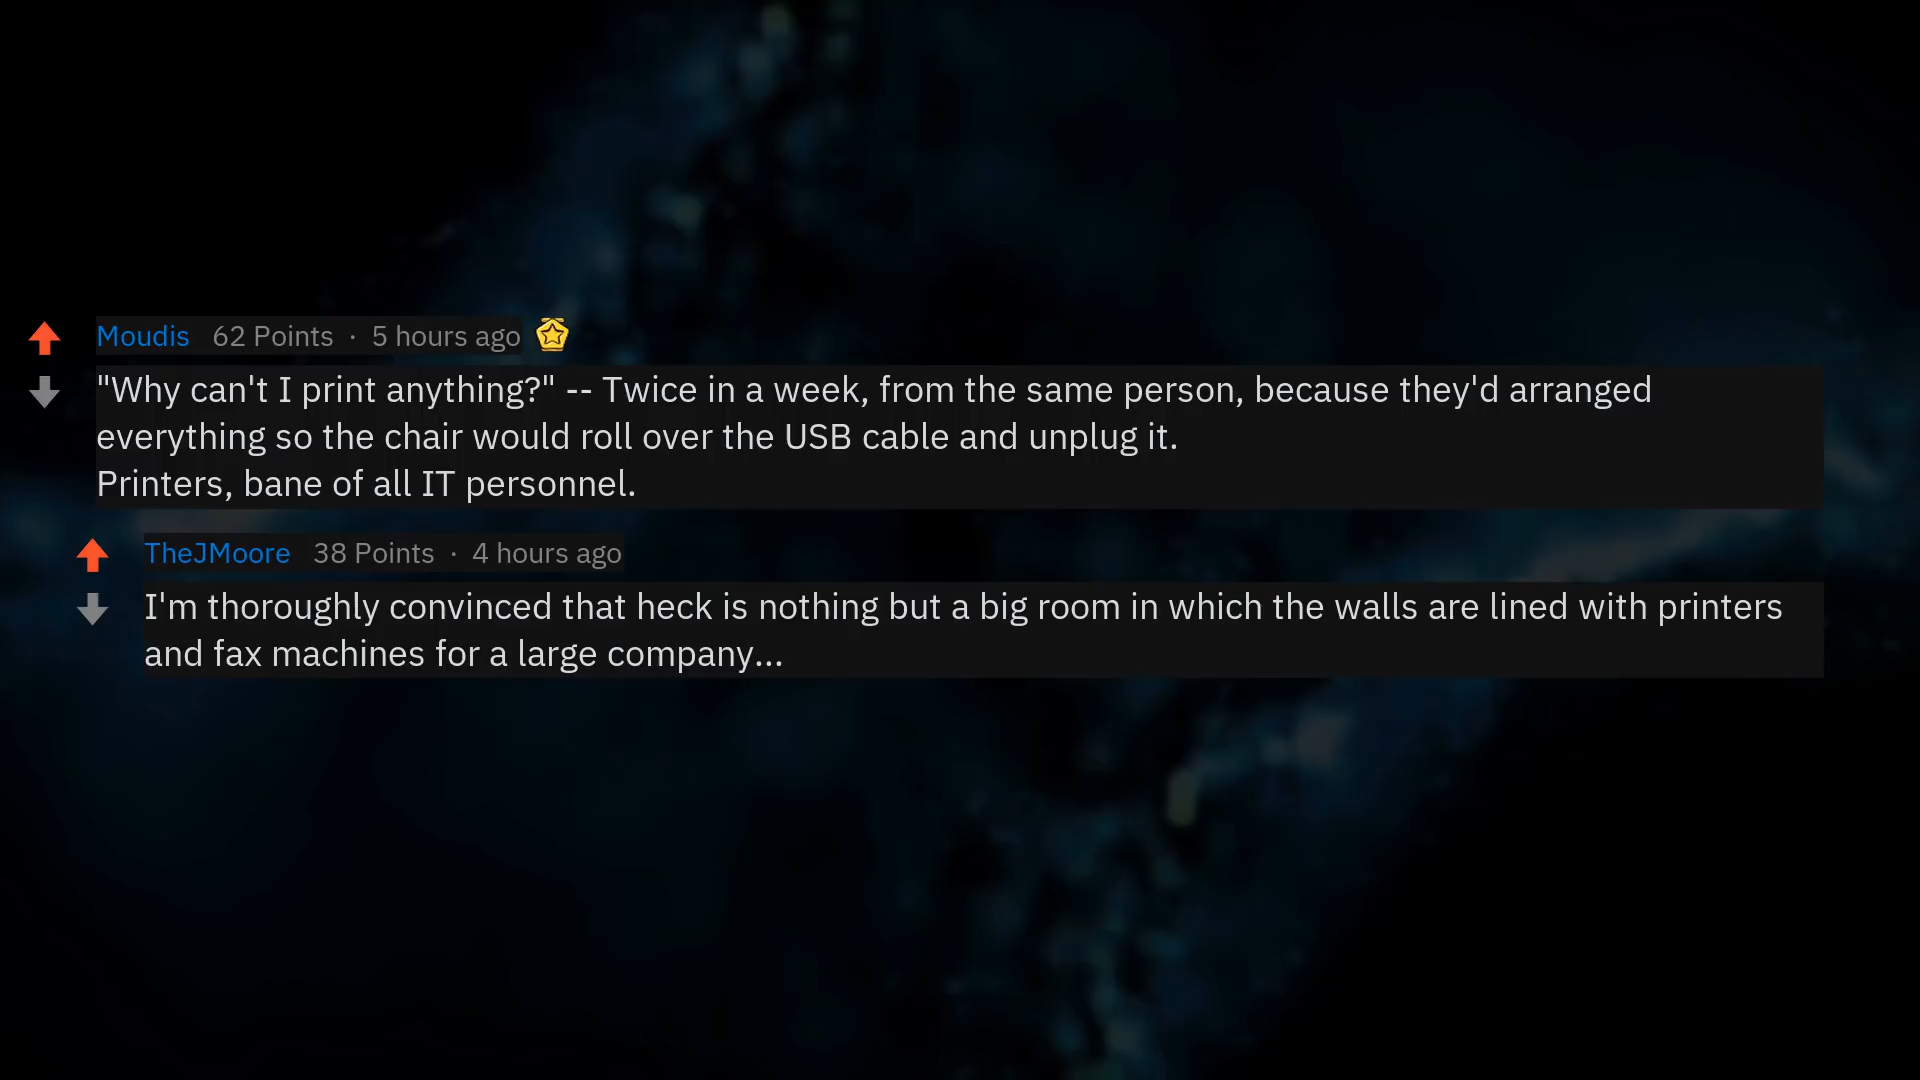 Moudis 62 Points · 5 hours ago
"Why can't I print anything?" -- Twice in a week, from the same person, because they'd arranged
everything so the chair would roll over the USB cable and unplug it.
Printers, bane of all IT personnel.
TheJMoore 38 Points · 4 hours ago
I'm thoroughly convinced that heck is nothing but a big room in which the walls are lined with printers
and fax machines for a large company...